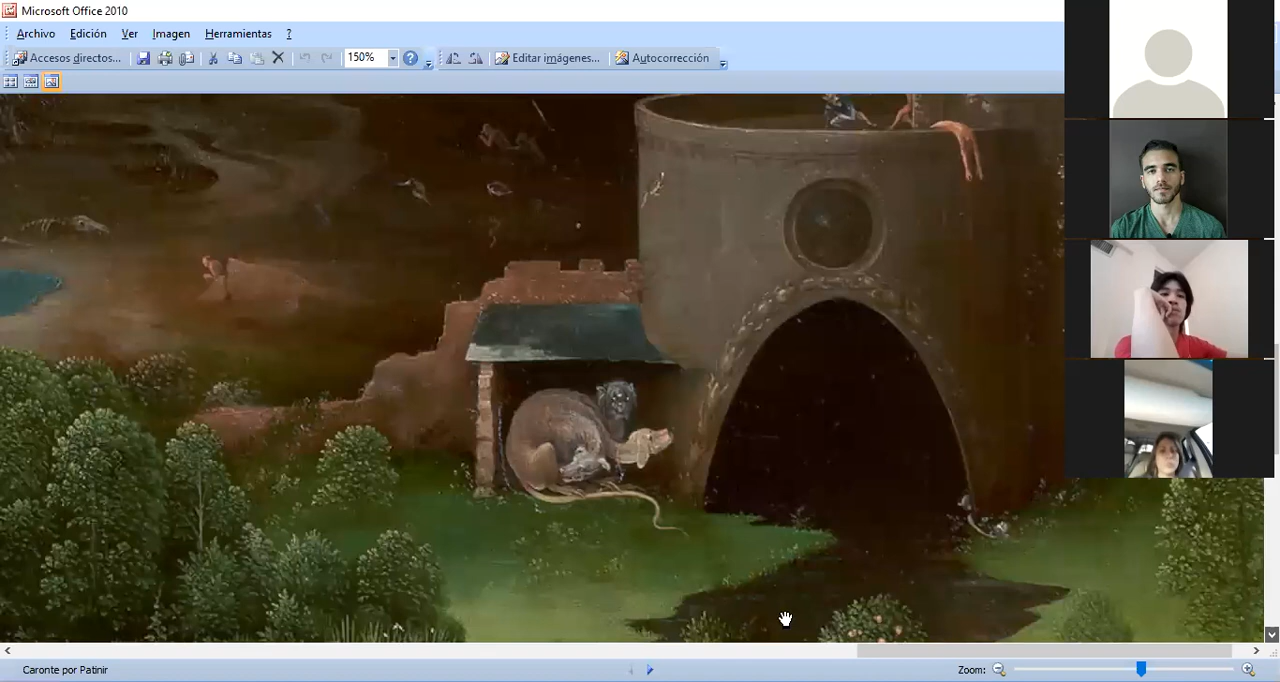 Microsoft Office 2010
Archivo Edición Ver Imagen Herramientas ?
Accesos directos... 150% Editar imágenes... Autocorrección
Caronte por Patinir Zoom: